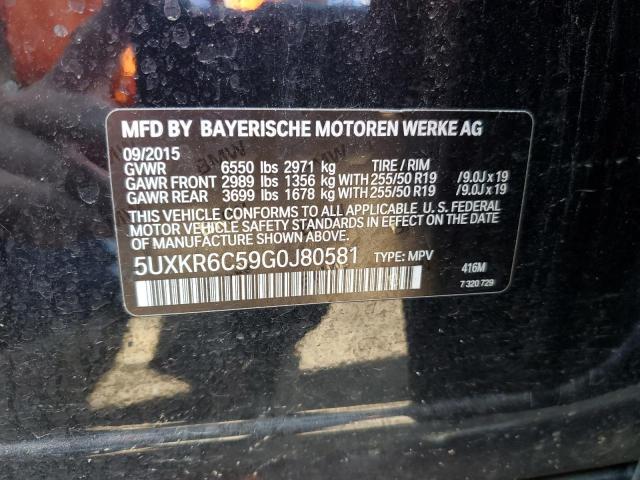 MFD BY BAYERISCHE MOTOREN WERKE AG
09/2015
GVWR 6550 lbs 2971 kg TIRE / RIM
GAWR FRONT 2989 lbs 1356 kg WITH 255/50 R19 /9.0J x 19
GAWR REAR 3699 lbs 1678 kg WITH 255/50 R19 /9.0J x 19
THIS VEHICLE CONFORMS TO ALL APPLICABLE U. S. FEDERAL
MOTOR VEHICLE SAFETY STANDARDS IN EFFECT ON THE DATE
OF MANUFACTURE SHOWN ABOVE.
5UXKR6C59G0J80581 TYPE: MPV 416M
7 320 729